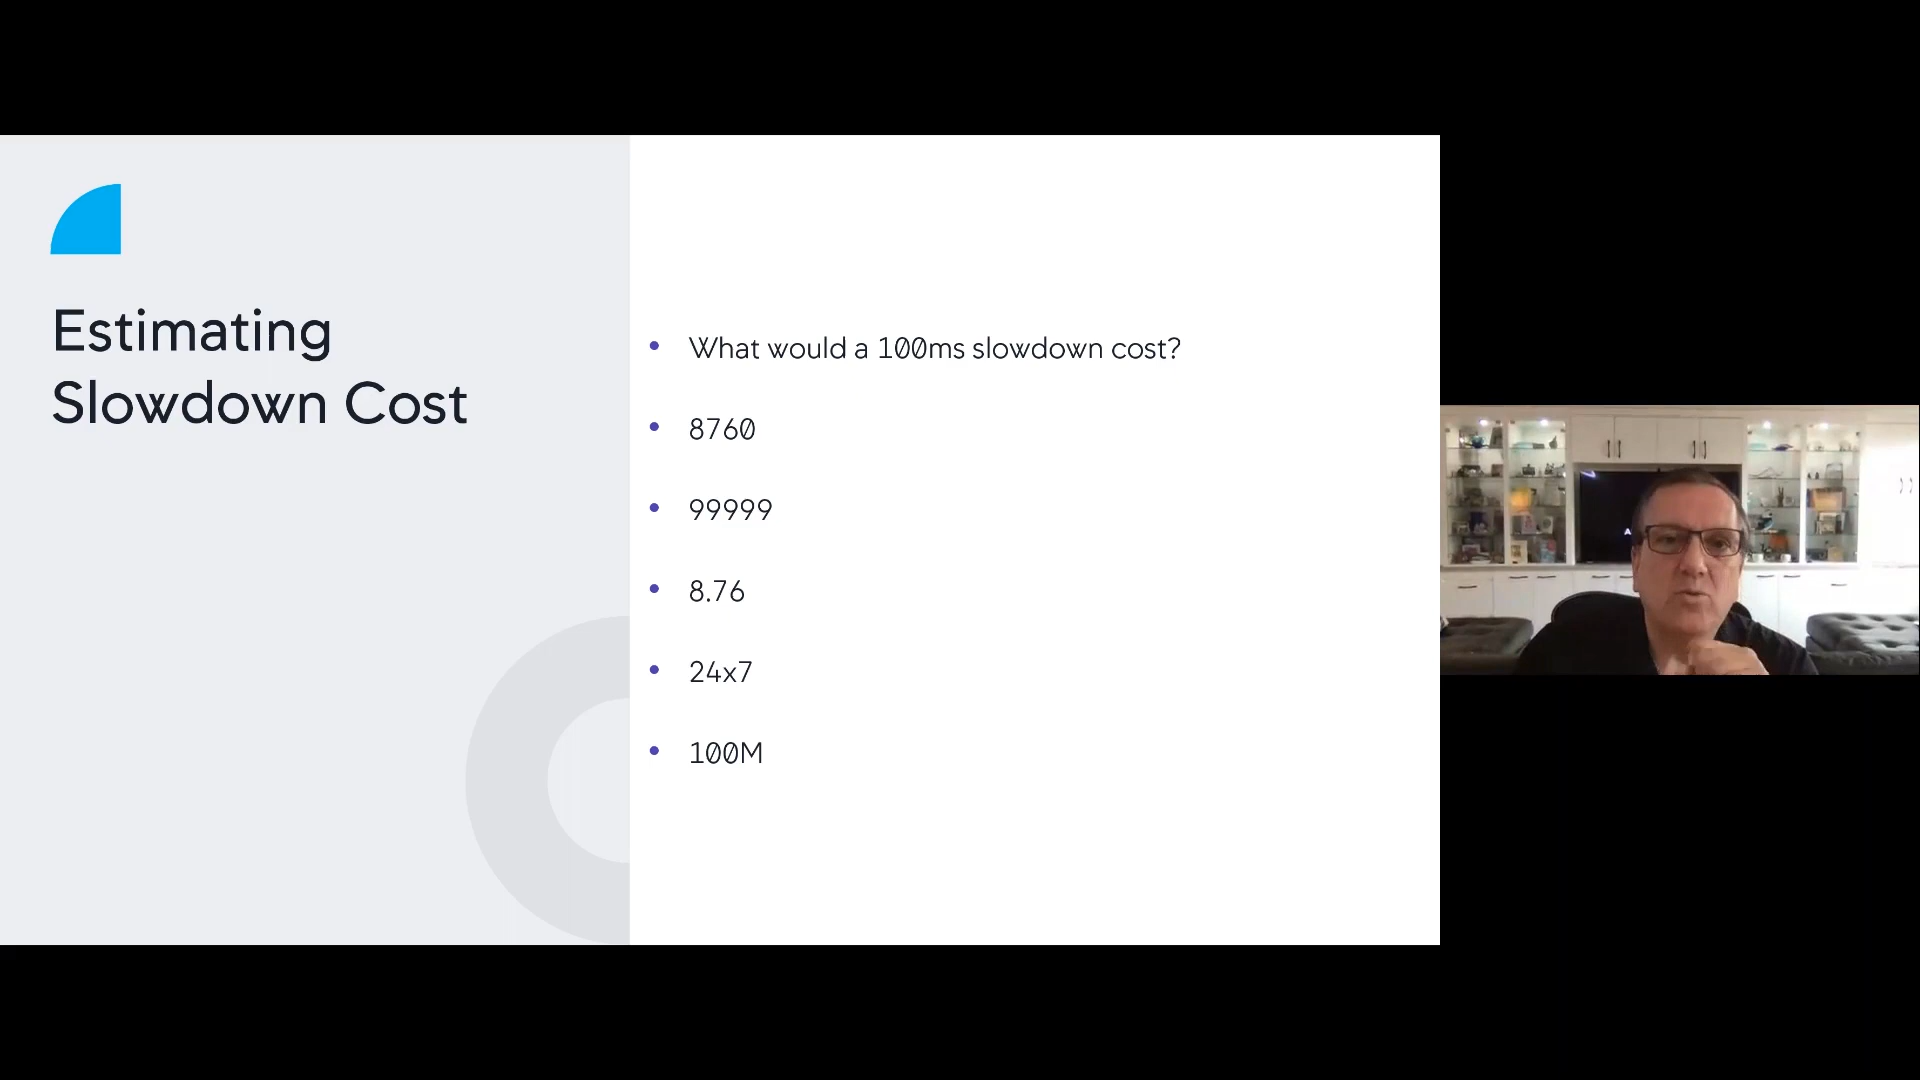 Estimating
Slowdown Cost
What would a 100ms slowdown cost?
8760
99999
8.76
24x7
100M